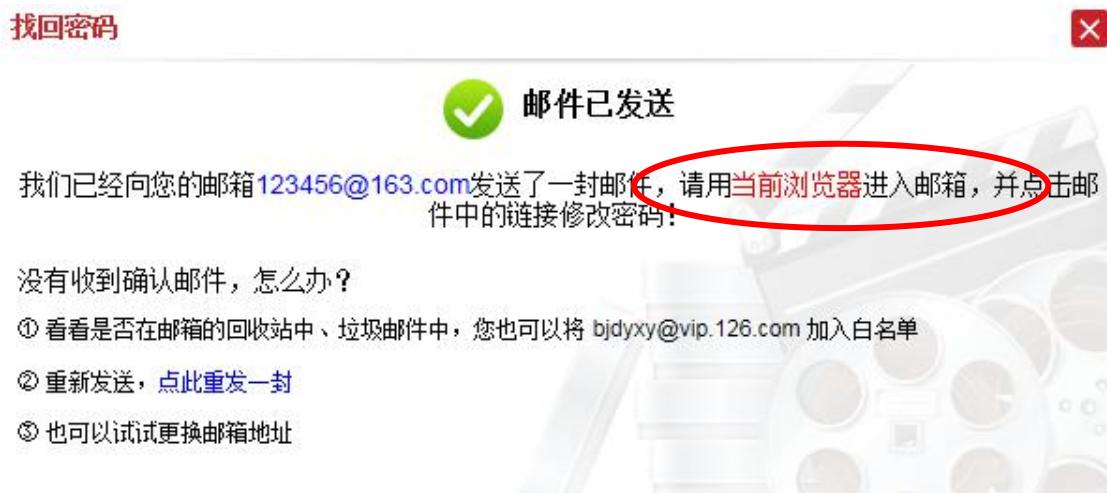 找回密码
邮件已发送
我们已经向您的邮箱123456@163.com发送了一封邮件，请用当前浏览器进入邮箱，并点击邮
件中的链接修改密码！
没有收到确认邮件，怎么办？
① 看看是否在邮箱的回收站中、垃圾邮件中，您也可以将 bjdyxy@vip.126.com 加入白名单
② 重新发送，点此重发一封
③ 也可以试试更换邮箱地址